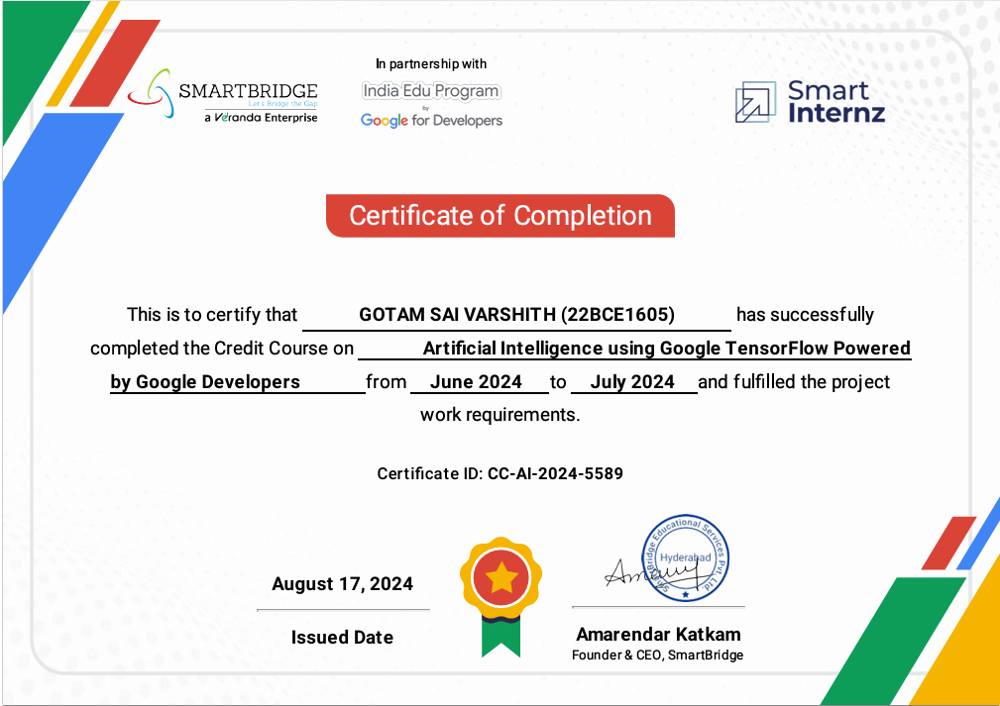 SMARTBRIDGE
Let's Bridge the Gap
a Veranda Enterprise
In partnership with
India Edu Program
by
Google for Developers
Smart
Internz
Certificate of Completion
This is to certify that GOTAM SAI VARSHITH (22BCE1605) has successfully
completed the Credit Course on Artificial Intelligence using Google TensorFlow Powered
by Google Developers from June 2024 to July 2024 and fulfilled the project
work requirements.
Certificate ID: CC-AI-2024-5589
August 17, 2024
Issued Date
SmartBridge Educational Services Pvt. Ltd.
Hyderabad
Amarendar Katkam
Founder & CEO, SmartBridge